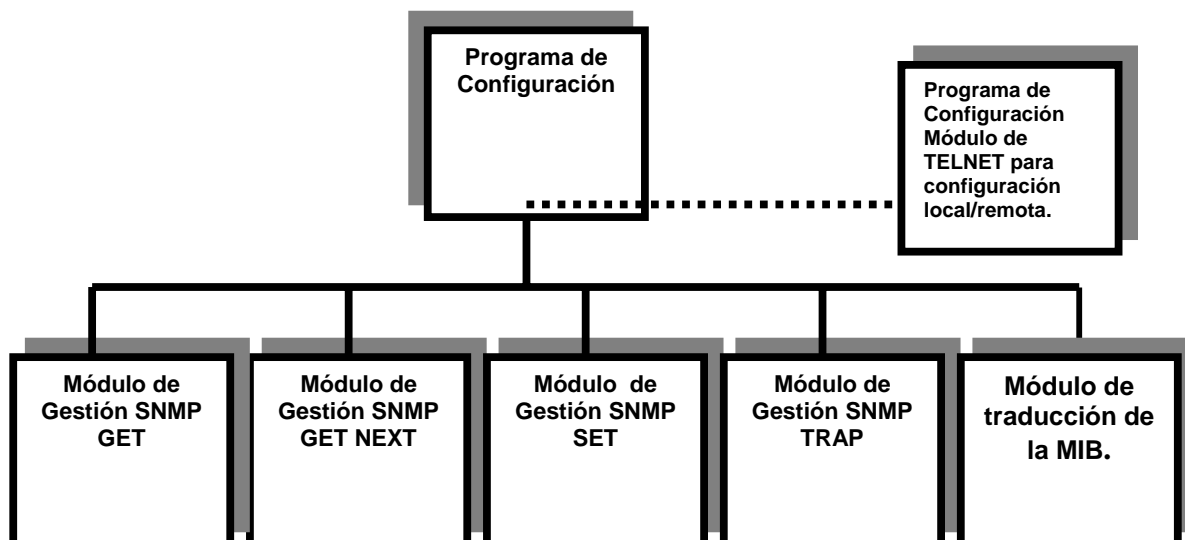 Programa de
Configuración
Programa de
Configuración
Módulo de
TELNET para
configuración
local/remota.
Módulo de
Gestión SNMP
GET
Módulo de
Gestión SNMP
GET NEXT
Módulo de
Gestión SNMP
SET
Módulo de
Gestión SNMP
TRAP
Módulo de
traducción de
la MIB.